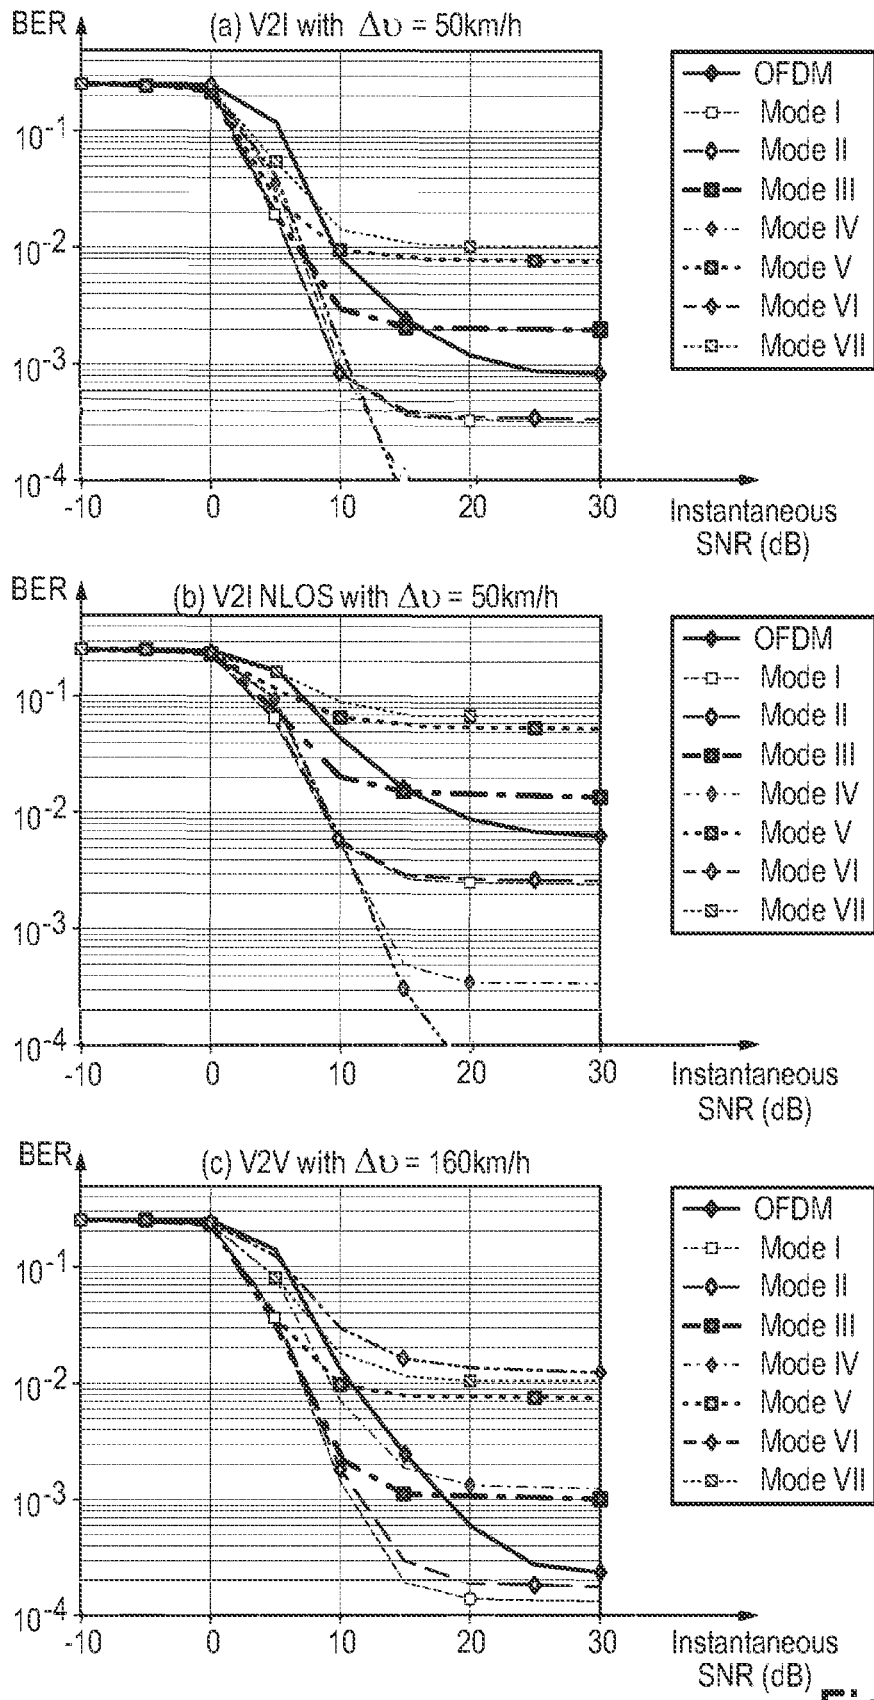 BER
(a) V2I with Δυ = 50km/h
10-1
10-2
10-3
10-4
-10 0 10 20 30
Instantaneous
SNR (dB)
OFDM
Mode I
Mode II
Mode III
Mode IV
Mode V
Mode VI
Mode VII
BER
(b) V2I NLOS with Δυ = 50km/h
10-1
10-2
10-3
10-4
-10 0 10 20 30
Instantaneous
SNR (dB)
OFDM
Mode I
Mode II
Mode III
Mode IV
Mode V
Mode VI
Mode VII
BER
(c) V2V with Δυ = 160km/h
10-1
10-2
10-3
10-4
-10 0 10 20 30
Instantaneous
SNR (dB)
OFDM
Mode I
Mode II
Mode III
Mode IV
Mode V
Mode VI
Mode VII